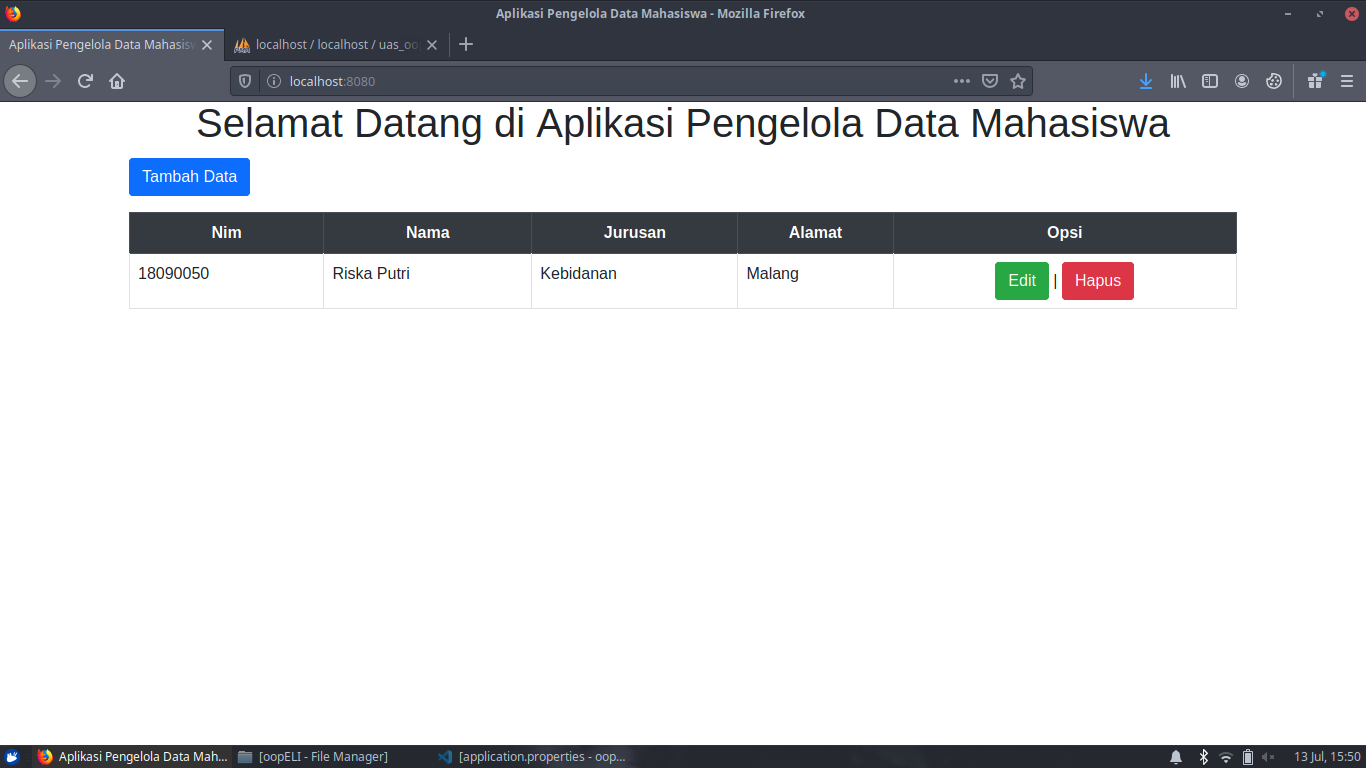 Aplikasi Pengelola Data Mahasiswa - Mozilla Firefox
Aplikasi Pengelola Data Mahasisw
localhost / localhost / uas_oo
localhost:8080
Selamat Datang di Aplikasi Pengelola Data Mahasiswa
Tambah Data
Nim Nama Jurusan Alamat Opsi
18090050 Riska Putri Kebidanan Malang Edit | Hapus
Aplikasi Pengelola Data Mah... [oopELI - File Manager] [application.properties - oop... 13 Jul, 15:50